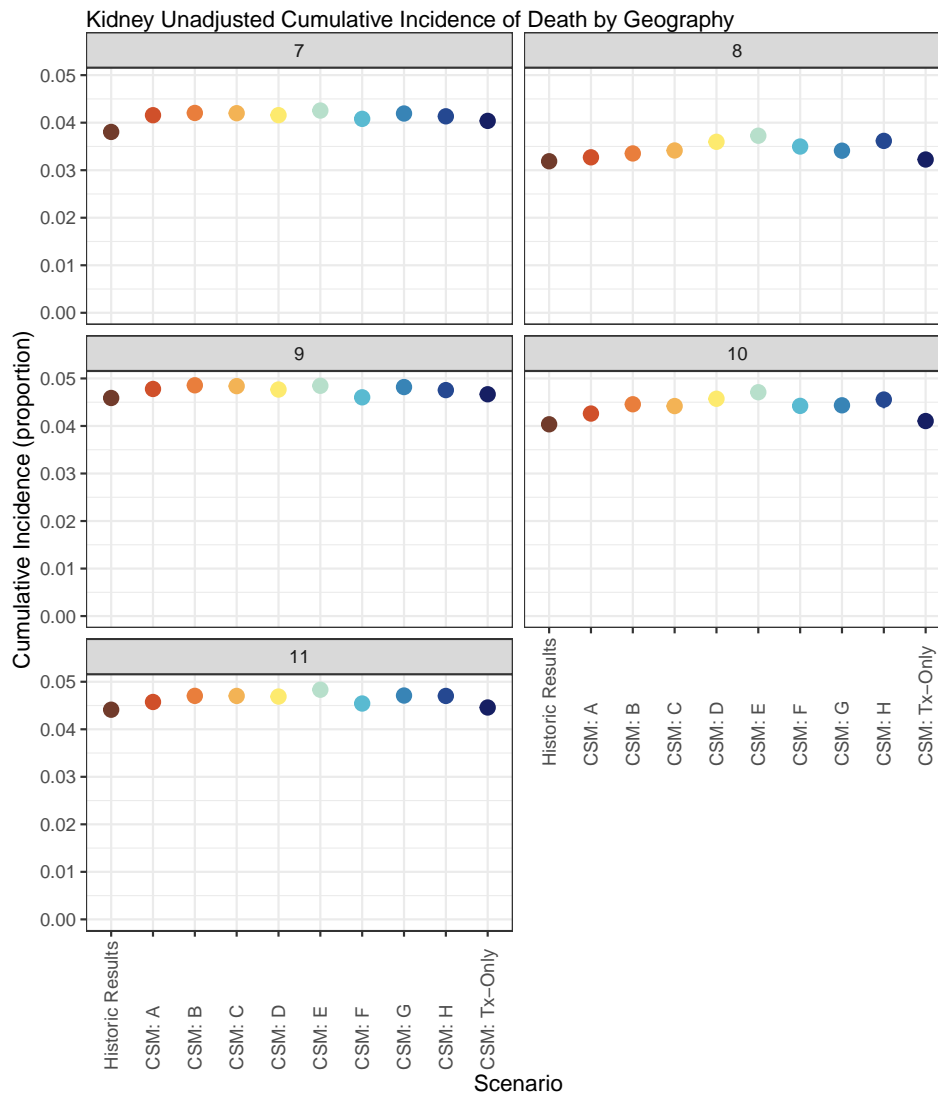 Kidney Unadjusted Cumulative Incidence of Death by Geography
7
8
0.05
0.04
0.03
0.02
0.01
0.00
9
10
0.05
0.04
0.03
0.02
0.01
0.00
11
0.05
0.04
0.03
0.02
0.01
0.00
Cumulative Incidence (proportion)
Historic Results
CSM: A
CSM: B
CSM: C
CSM: D
CSM: E
CSM: F
CSM: G
CSM: H
CSM: Tx−Only
Historic Results
CSM: A
CSM: B
CSM: C
CSM: D
CSM: E
CSM: F
CSM: G
CSM: H
CSM: Tx−Only
Scenario